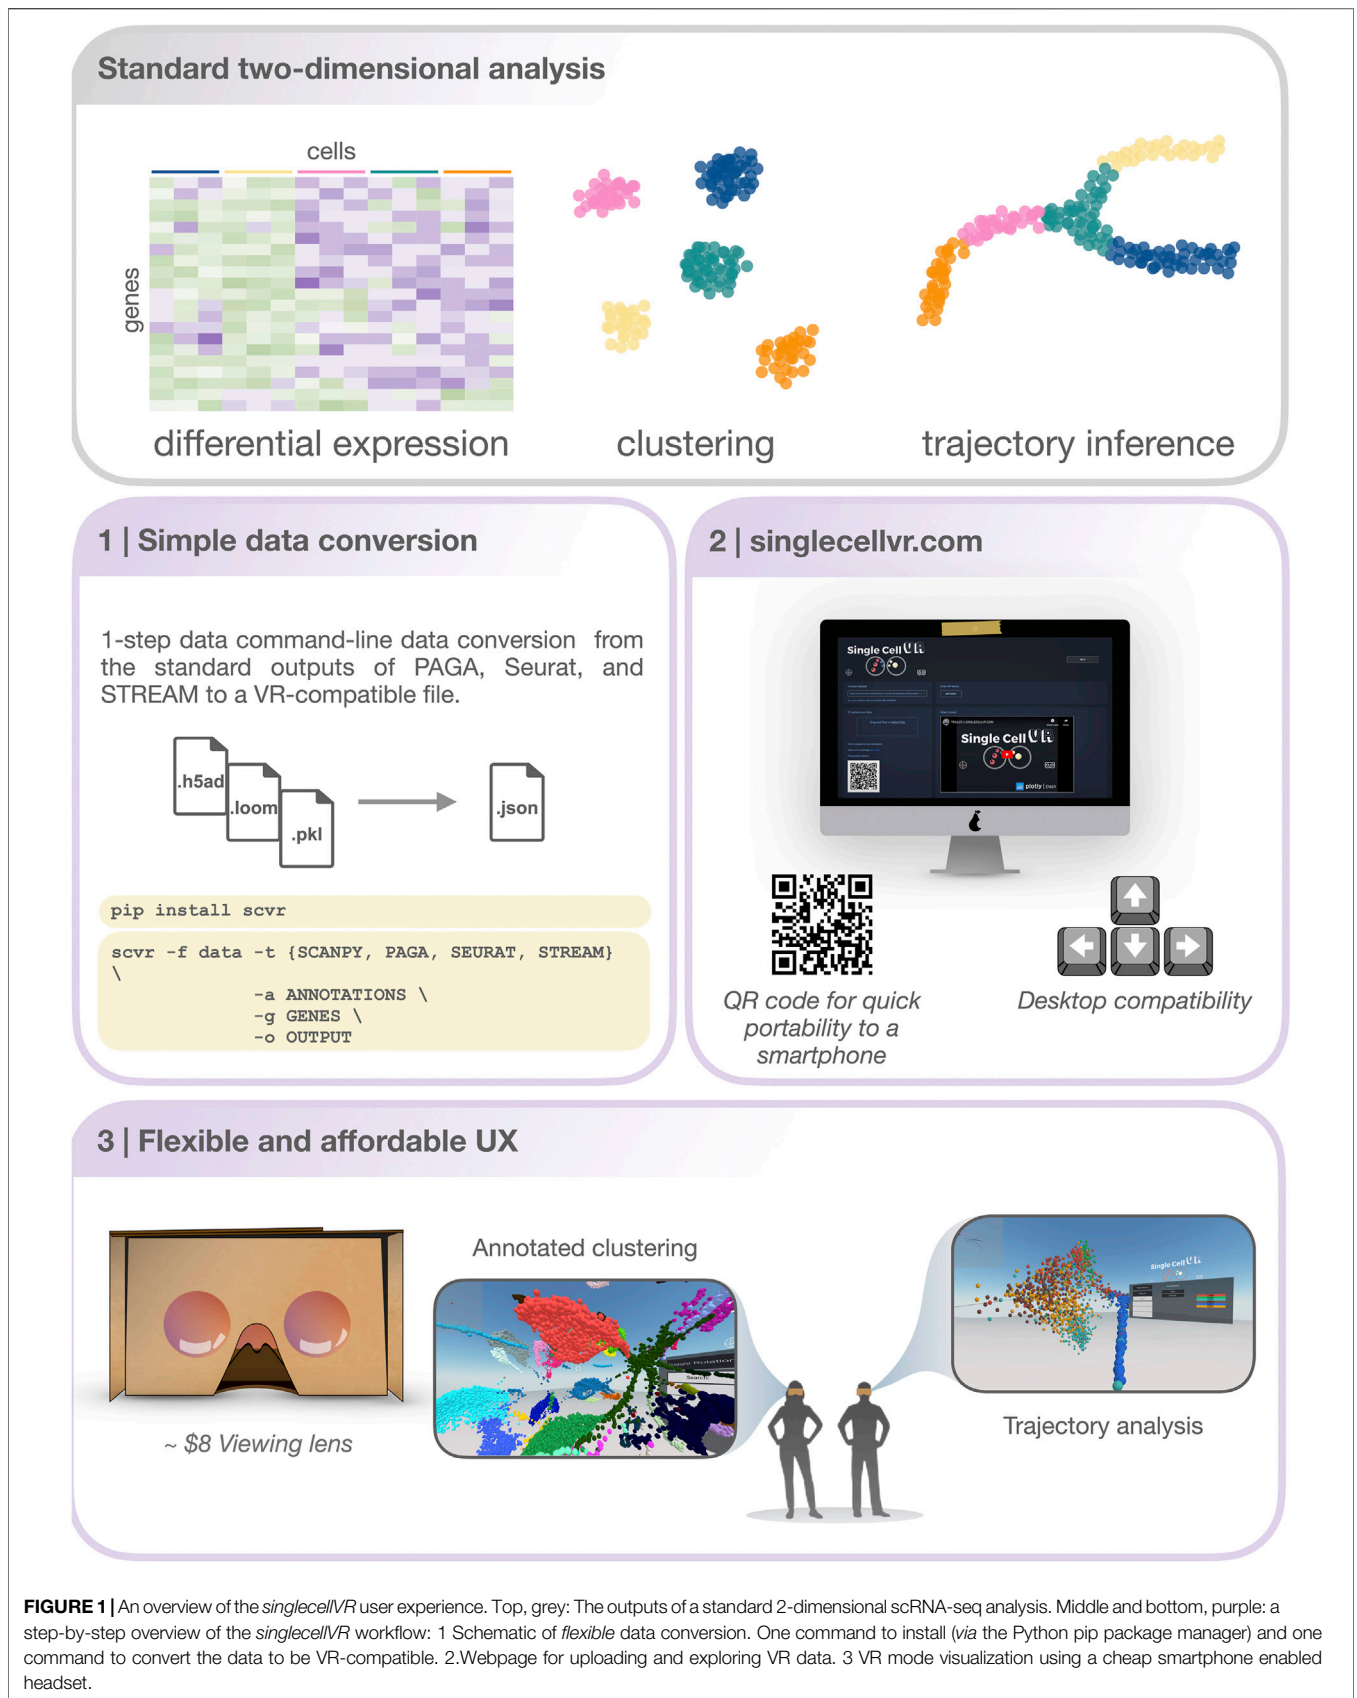 Standard two-dimensional analysis
cells
genes
differential expression
clustering
trajectory inference
1 | Simple data conversion
1-step data command-line data conversion from
the standard outputs of PAGA, Seurat, and
STREAM to a VR-compatible file.
.h5ad
.loom
.pkl
.json
pip install scvr
scvr -f data -t {SCANPY, PAGA, SEURAT, STREAM}
\
-a ANNOTATIONS \
-g GENES \
-o OUTPUT
2 | singlecellvr.com
Single Cell VR
Single Cell VR
plotly | Dash
QR code for quick
portability to a
smartphone
Desktop compatibility
3 | Flexible and affordable UX
~ $8 Viewing lens
Annotated clustering
Rotation
Search:
Single Cell VR
Trajectory analysis
FIGURE 1 | An overview of the singlecellVR user experience. Top, grey: The outputs of a standard 2-dimensional scRNA-seq analysis. Middle and bottom, purple: a
step-by-step overview of the singlecellVR workflow: 1 Schematic of flexible data conversion. One command to install (via the Python pip package manager) and one
command to convert the data to be VR-compatible. 2.Webpage for uploading and exploring VR data. 3 VR mode visualization using a cheap smartphone enabled
headset.